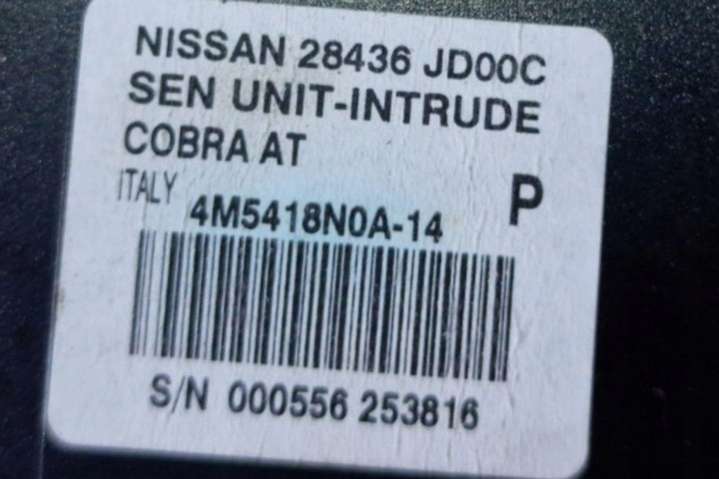 NISSAN 28436 JD00C
SEN UNIT-INTRUDE
COBRA AT
ITALY 4M5418N0A-14 P
S/N 000556 253816